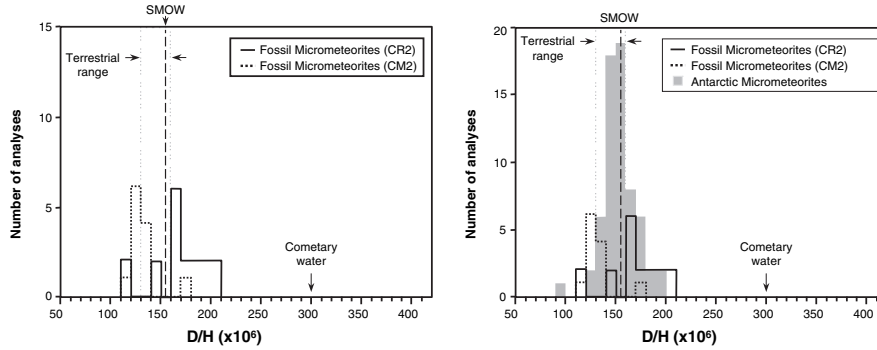 SMOW
15
10
5
0
Number of analyses
Terrestrial
range
Fossil Micrometeorites (CR2)
Fossil Micrometeorites (CM2)
Cometary
water
50 100 150 200 250 300 350 400
D/H (x10⁶)
SMOW
20
15
10
5
0
Number of analyses
Terrestrial
range
Fossil Micrometeorites (CR2)
Fossil Micrometeorites (CM2)
Antarctic Micrometeorites
Cometary
water
50 100 150 200 250 300 350 400
D/H (x10⁶)